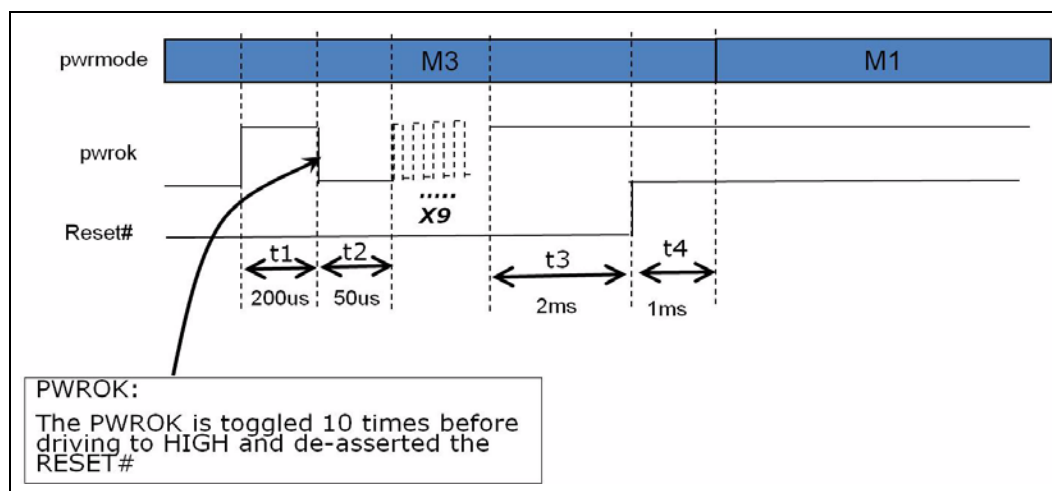 pwrmode
M3
M1
pwrok
.....
X9
Reset#
t1
t2
t3
t4
200us
50us
2ms
1ms
PWROK:
The PWROK is toggled 10 times before
driving to HIGH and de-asserted the
RESET#